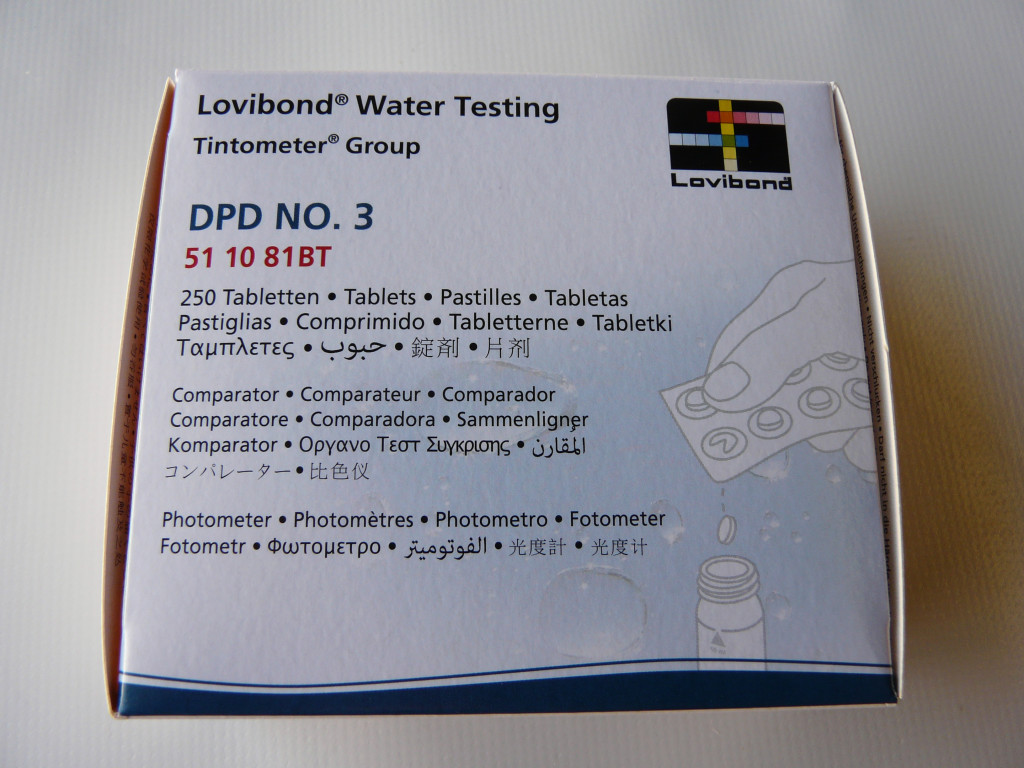 Lovibond® Water Testing
Tintometer® Group
Lovibond
DPD NO. 3
51 10 81BT
250 Tabletten • Tablets • Pastilles • Tabletas
Pastiglias • Comprimido • Tabletterne • Tabletki
Ταμπλετες • حبوب • 錠剤 • 片剂
Comparator • Comparateur • Comparador
Comparatore • Comparadora • Sammenligner
Komparator • Οργανο Τεστ Συγκρισης • المُقارن
コンパレーター • 比色仪
Photometer • Photomètres • Photometro • Fotometer
Fotometr • Φωτομετρο • الفوتوميتر • 光度計 • 光度计